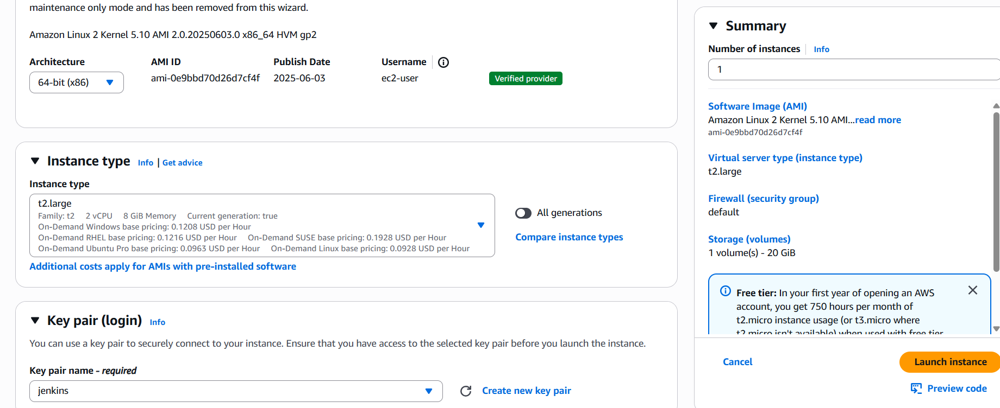 maintenance only mode and has been removed from this wizard.
Amazon Linux 2 Kernel 5.10 AMI 2.0.20250603.0 x86_64 HVM gp2
Architecture
64-bit (x86)
AMI ID
ami-0e9bbd70d26d7cf4f
Publish Date
2025-06-03
Username
ec2-user
Verified provider
Instance type
Info | Get advice
Instance type
t2.large
Family: t2 2 vCPU 8 GiB Memory Current generation: true
On-Demand Windows base pricing: 0.1208 USD per Hour
On-Demand RHEL base pricing: 0.1216 USD per Hour On-Demand SUSE base pricing: 0.1928 USD per Hour
On-Demand Ubuntu Pro base pricing: 0.0963 USD per Hour On-Demand Linux base pricing: 0.0928 USD per Hour
All generations
Compare instance types
Additional costs apply for AMIs with pre-installed software
Key pair (login) Info
You can use a key pair to securely connect to your instance. Ensure that you have access to the selected key pair before you launch the instance.
Key pair name - required
jenkins
Create new key pair
Summary
Number of instances Info
1
Software Image (AMI)
Amazon Linux 2 Kernel 5.10 AMI...read more
ami-0e9bbd70d26d7cf4f
Virtual server type (instance type)
t2.large
Firewall (security group)
default
Storage (volumes)
1 volume(s) - 20 GiB
Free tier: In your first year of opening an AWS
account, you get 750 hours per month of
t2.micro instance usage (or t3.micro where
t2.micro isn't available) when used with free tier
Cancel
Launch instance
Preview code